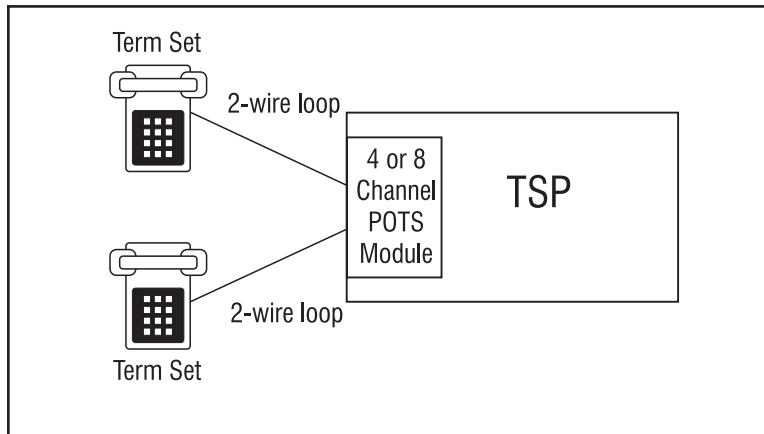 Term Set
2-wire loop
4 or 8
Channel
POTS
Module
TSP
2-wire loop
Term Set